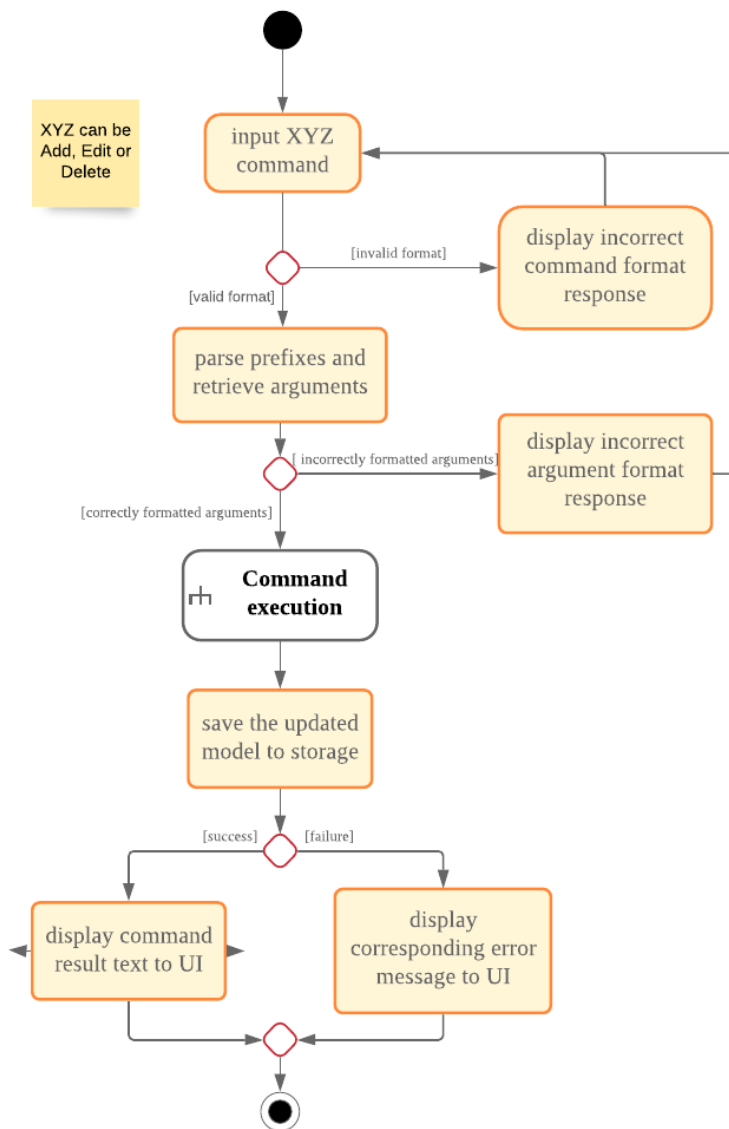 XYZ can be
Add, Edit or
Delete
input XYZ
command
[invalid format]
display incorrect
command format
response
[valid format]
parse prefixes and
retrieve arguments
[ incorrectly formatted arguments]
display incorrect
argument format
response
[correctly formatted arguments]
Command
execution
save the updated
model to storage
[success]
[failure]
display command
result text to UI
display
corresponding error
message to UI